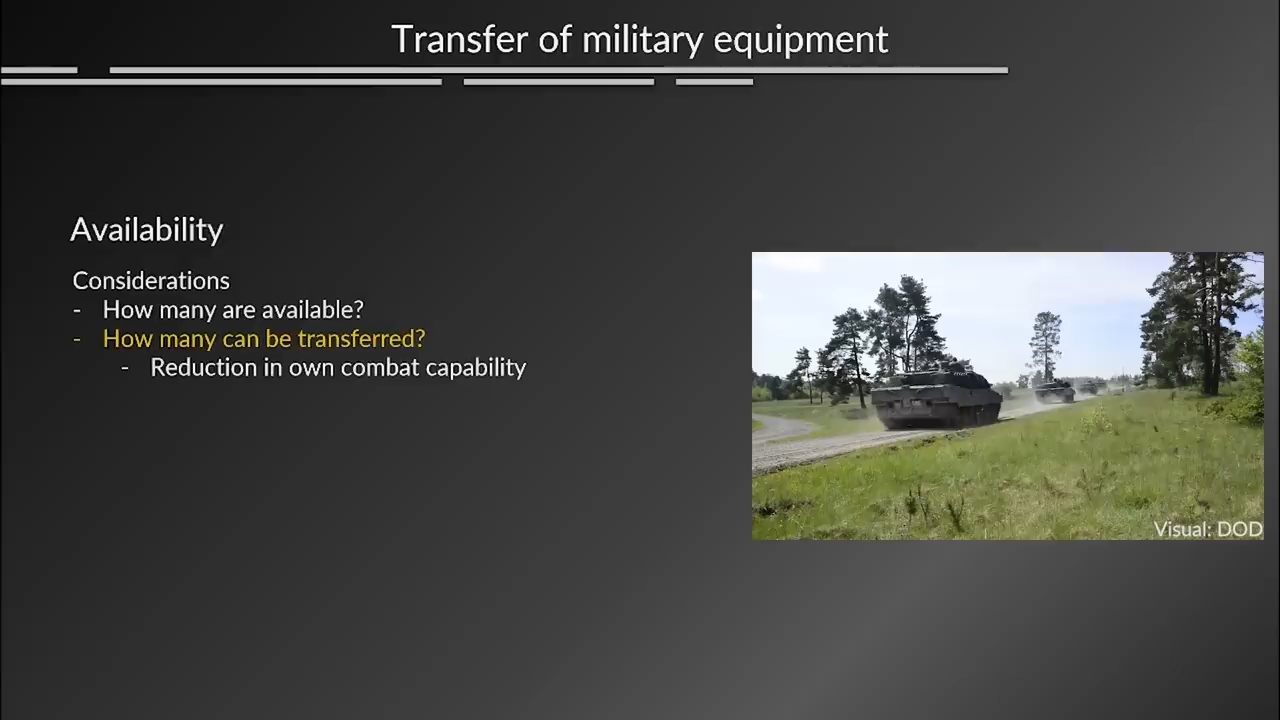 Transfer of military equipment
Availability
Considerations
- How many are available?
- How many can be transferred?
- Reduction in own combat capability
Visual: DOD